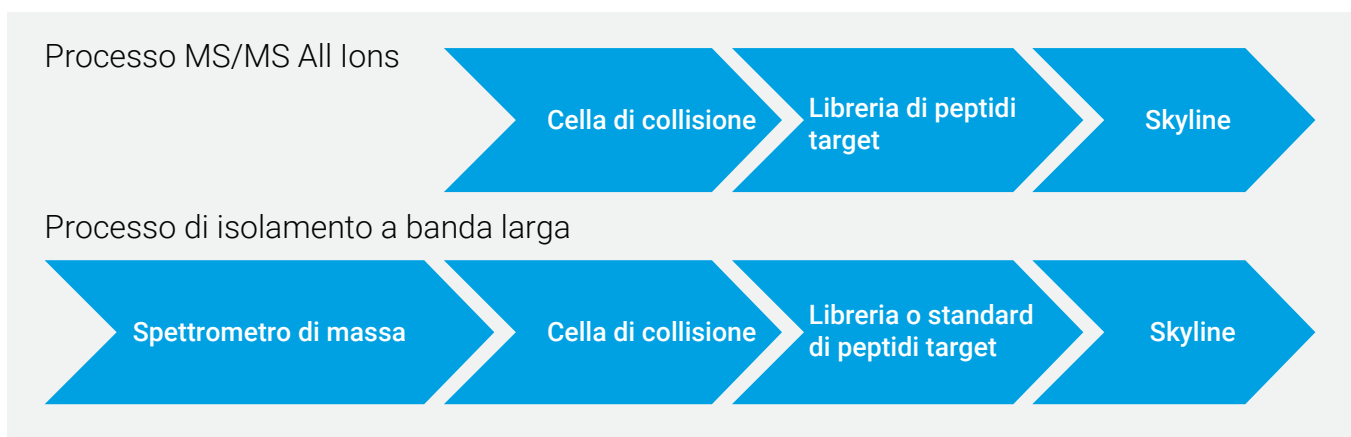 Processo MS/MS All Ions
Cella di collisione
Libreria di peptidi
target
Skyline
Processo di isolamento a banda larga
Spettrometro di massa
Cella di collisione
Libreria o standard
di peptidi target
Skyline